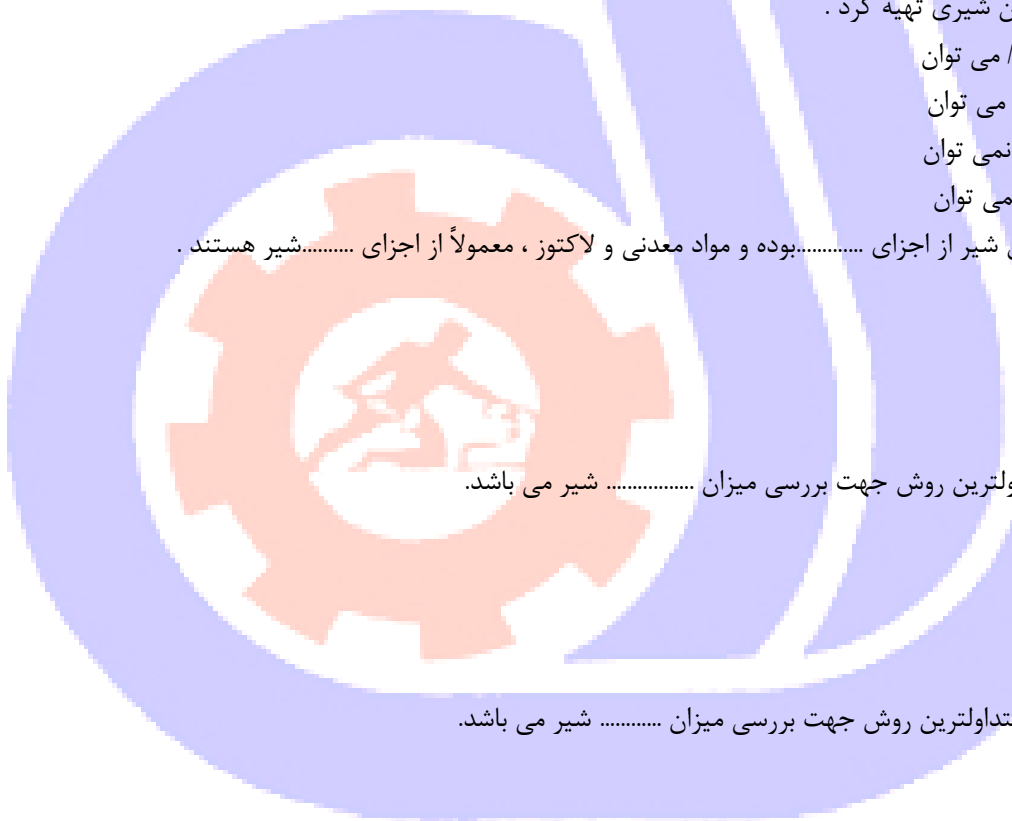 ن شیری تهیه کرد .
/ می توان
می توان
نمی توان
می توان
شیر از اجزای ............بوده و مواد معدنی و لاکتوز ، معمولاً از اجزای .........شیر هستند .
ولترین روش جهت بررسی میزان ................ شیر می باشد.
تداولترین روش جهت بررسی میزان ........... شیر می باشد.